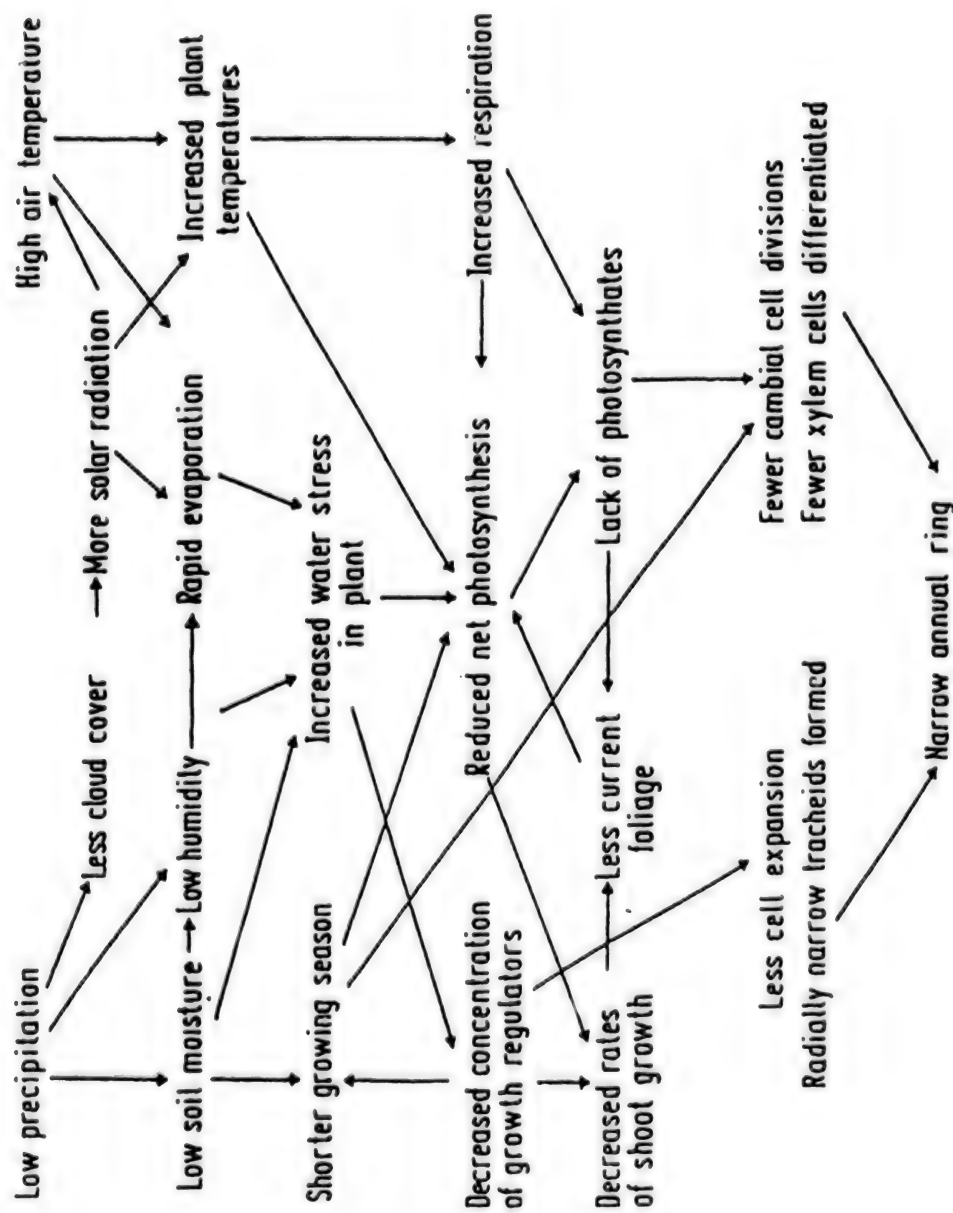 Low precipitation
High air temperature
Less cloud cover
More solar radiation
Low soil moisture
Low humidity
Rapid evaporation
Increased plant
temperatures
Shorter growing season
Increased water stress
in plant
Decreased concentration
of growth regulators
Reduced net photosynthesis
Increased respiration
Decreased rates
of shoot growth
Less current
foliage
Lack of photosynthates
Less cell expansion
Radially narrow tracheids formed
Fewer cambial cell divisions
Fewer xylem cells differentiated
Narrow annual ring